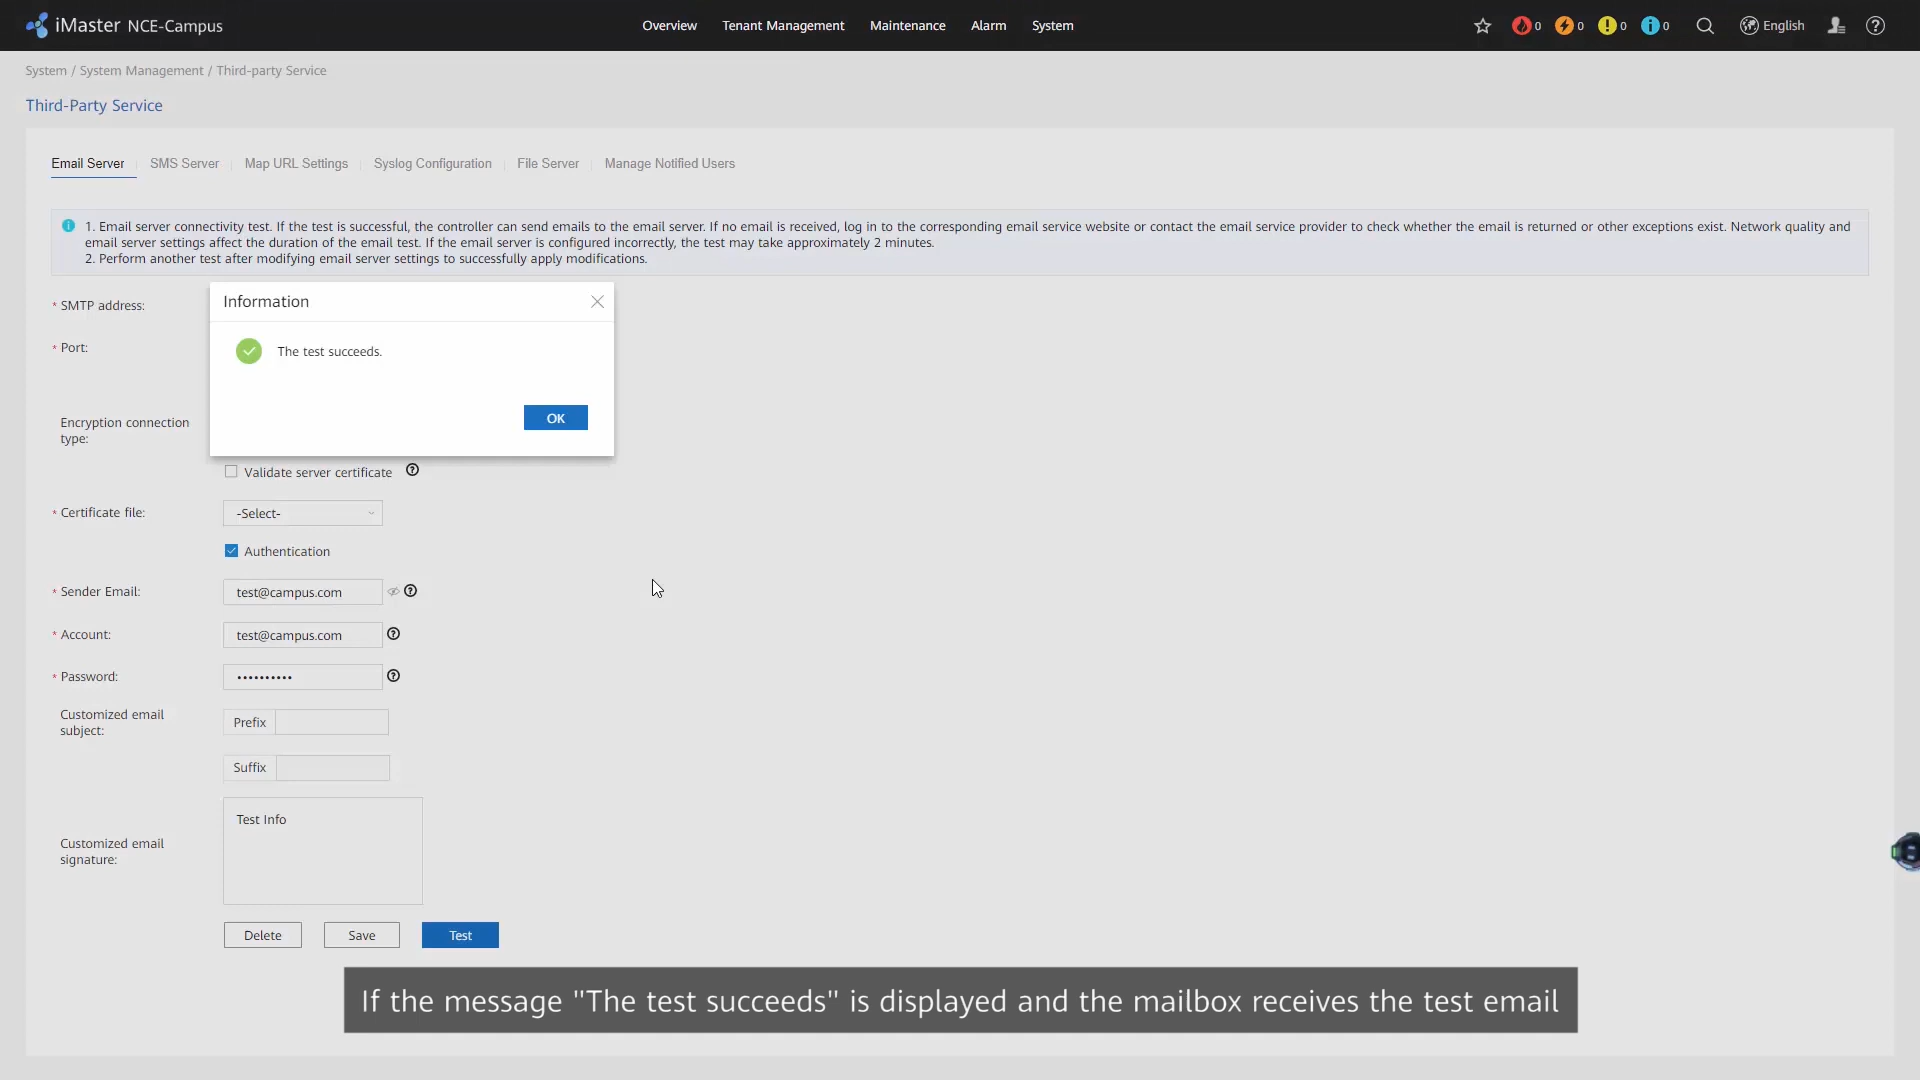 iMaster NCE-Campus
Overview Tenant Management Maintenance Alarm System
0 0 0 0 English
System / System Management / Third-party Service
Third-Party Service
Email Server SMS Server Map URL Settings Syslog Configuration File Server Manage Notified Users
1. Email server connectivity test. If the test is successful, the controller can send emails to the email server. If no email is received, log in to the corresponding email service website or contact the email service provider to check whether the email is returned or other exceptions exist. Network quality and
email server settings affect the duration of the email test. If the email server is configured incorrectly, the test may take approximately 2 minutes.
2. Perform another test after modifying email server settings to successfully apply modifications.
* SMTP address:
Information
The test succeeds.
OK
* Port:
Encryption connection
type:
Validate server certificate
* Certificate file: -Select-
Authentication
* Sender Email: test@campus.com
* Account: test@campus.com
* Password: ••••••••••
Customized email
subject:
Prefix
Suffix
Customized email
signature:
Test Info
Delete Save Test
If the message "The test succeeds" is displayed and the mailbox receives the test email